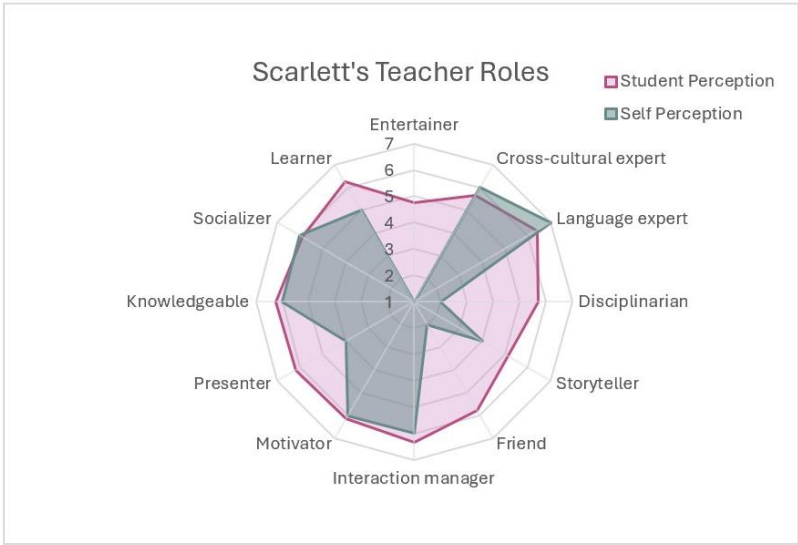 Scarlett's Teacher Roles
Student Perception
Self Perception
Entertainer
Cross-cultural expert
Language expert
Disciplinarian
Storyteller
Friend
Interaction manager
Motivator
Presenter
Knowledgeable
Socializer
Learner
7
6
5
4
3
2
1